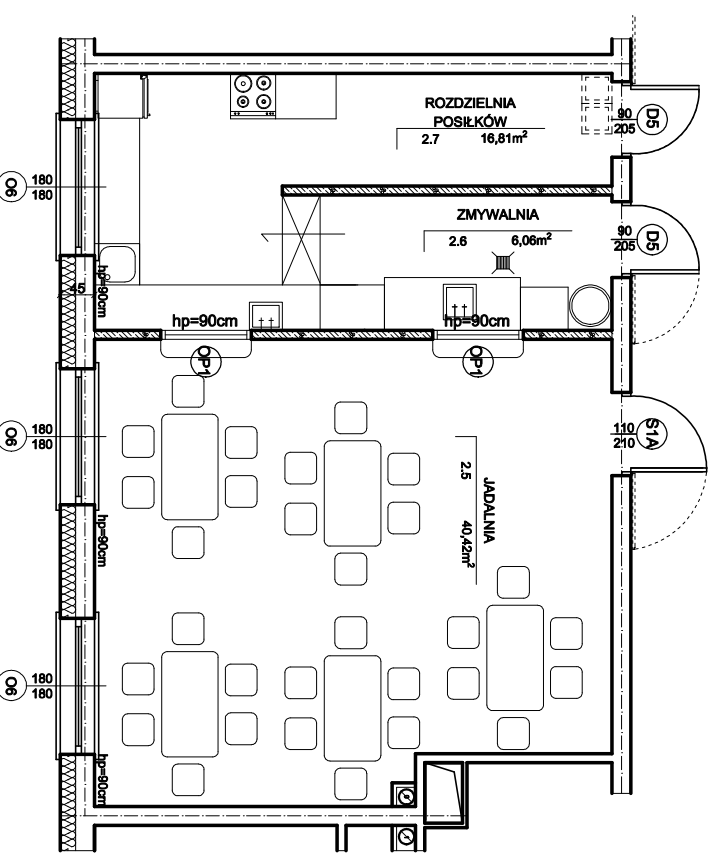 ROZDZIELNIA
POSIŁKÓW
2.7 16,81m²
90
205
D5
O6
180
180
ZMYWALNIA
2.6 6,06m²
90
205
D5
45
hp=90cm
hp=90cm
hp=90cm
OP1
OP1
O6
180
180
110
210
S1A
JADALNIA
2.5 40,42m²
hp=90cm
O6
180
180
hp=90cm